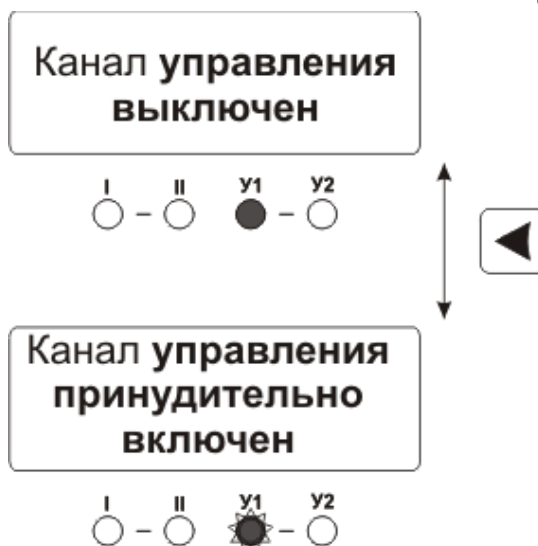 Канал управления
выключен
I II У1 У2
Канал управления
принудительно
включен
I II У1 У2